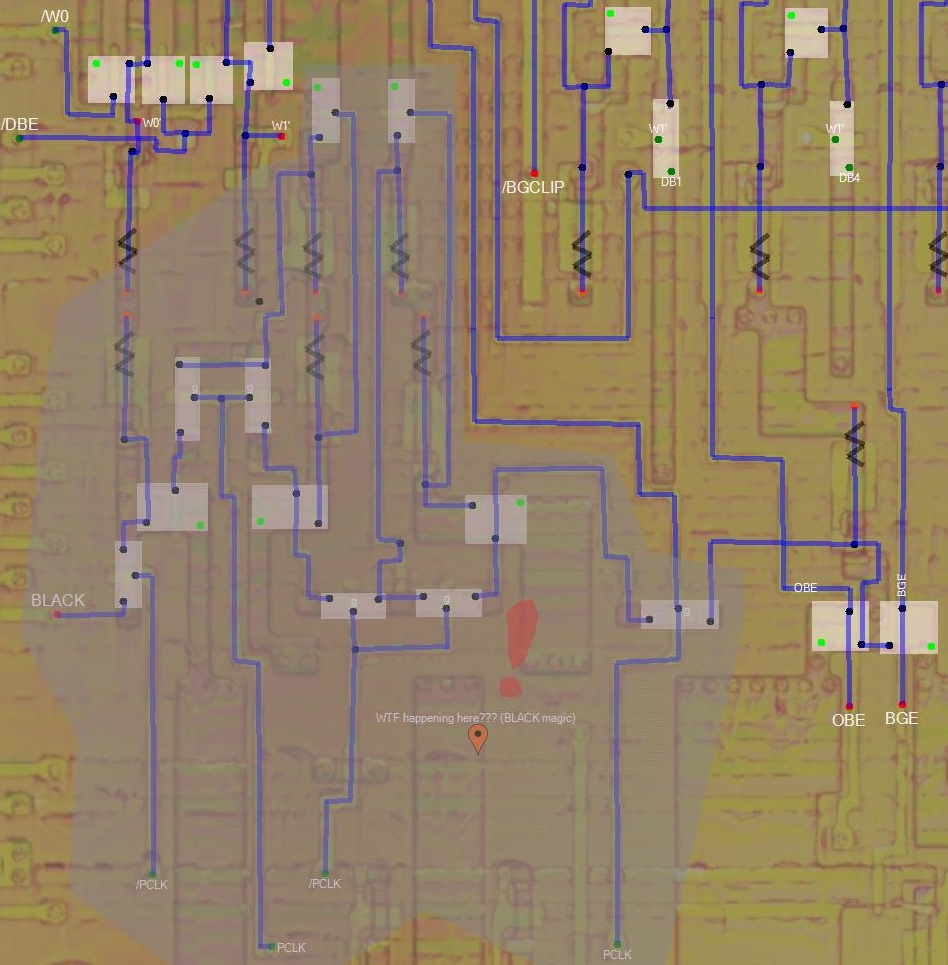 /W0
/DBE
W0'
W1'
W1'
W1'
/BGCLIP
DB1
DB4
g
g
BLACK
g
g
g
OBE
BGE
OBE
BGE
WTF happening here??? (BLACK magic)
/PCLK
/PCLK
PCLK
PCLK